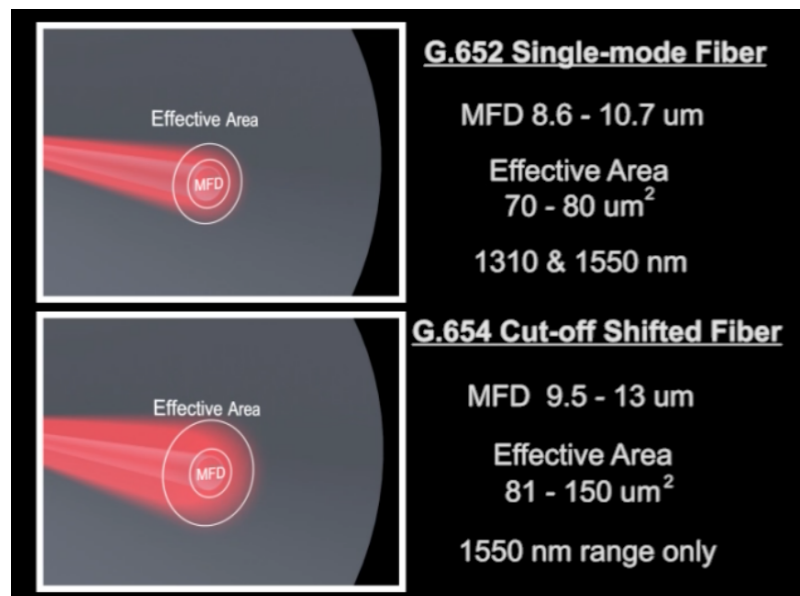 Effective Area
MFD
G.652 Single-mode Fiber
MFD 8.6 - 10.7 um
Effective Area
70 - 80 um²
1310 & 1550 nm
Effective Area
MFD
G.654 Cut-off Shifted Fiber
MFD 9.5 - 13 um
Effective Area
81 - 150 um²
1550 nm range only